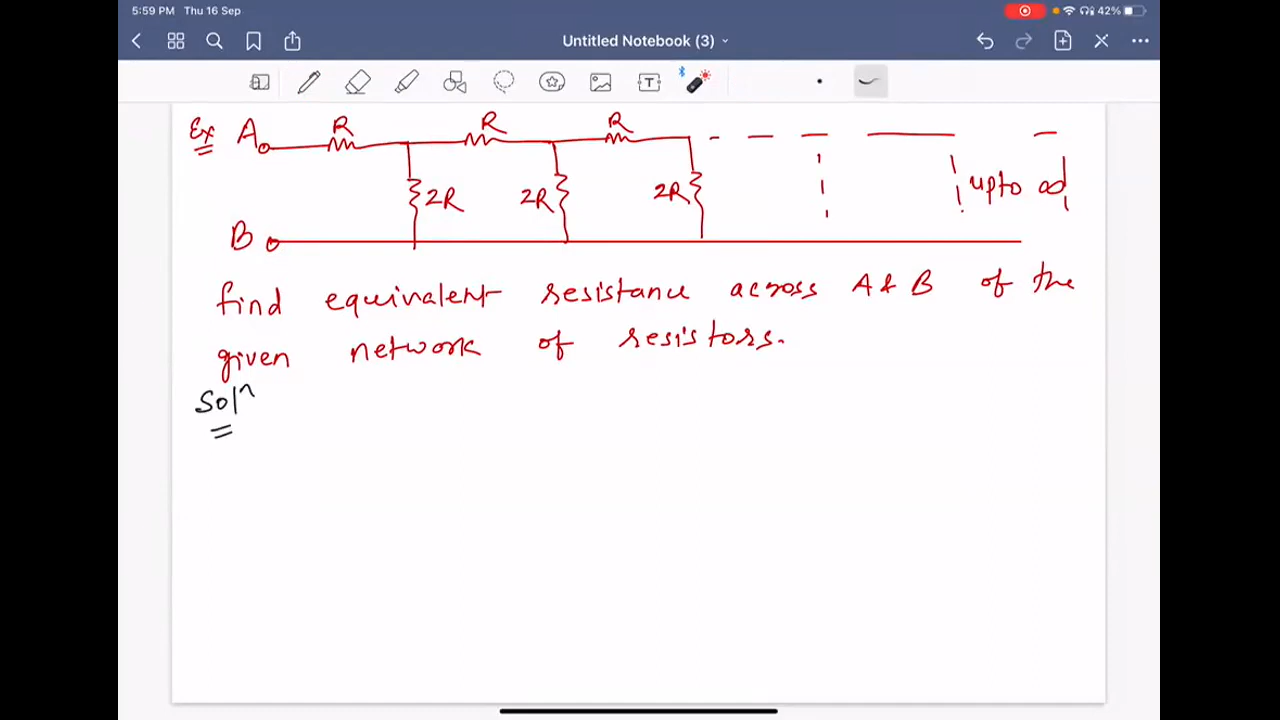 5:59 PM Thu 16 Sep
42%
Untitled Notebook (3)
T
Ex A R R R
2R 2R 2R upto ∞
B
find equivalent resistance across A & B of the
given network of resistors.
Solⁿ